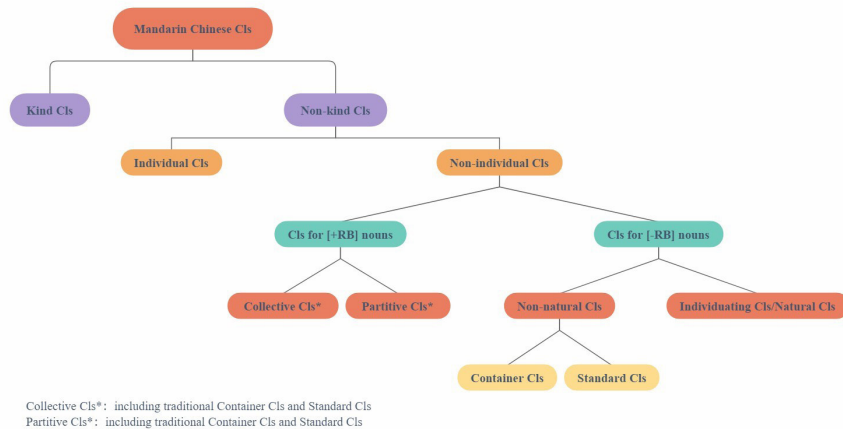 Mandarin Chinese Cls
Kind Cls
Non-kind Cls
Individual Cls
Non-individual Cls
Cls for [+RB] nouns
Cls for [-RB] nouns
Collective Cls*
Partitive Cls*
Non-natural Cls
Individuating Cls/Natural Cls
Container Cls
Standard Cls
Collective Cls*：including traditional Container Cls and Standard Cls
Partitive Cls*：including traditional Container Cls and Standard Cls